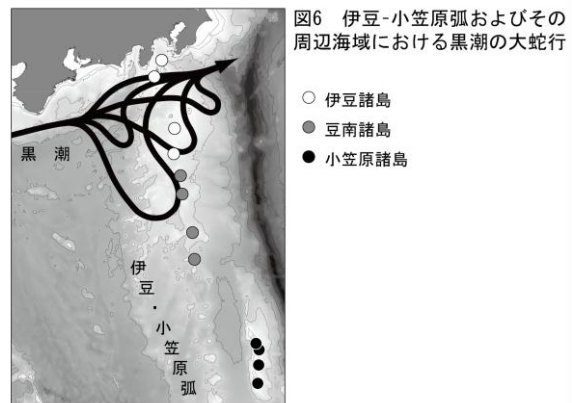 図6 伊豆-小笠原弧およびその
周辺海域における黒潮の大蛇行
伊豆諸島
豆南諸島
小笠原諸島
黒潮
伊豆・小笠原弧